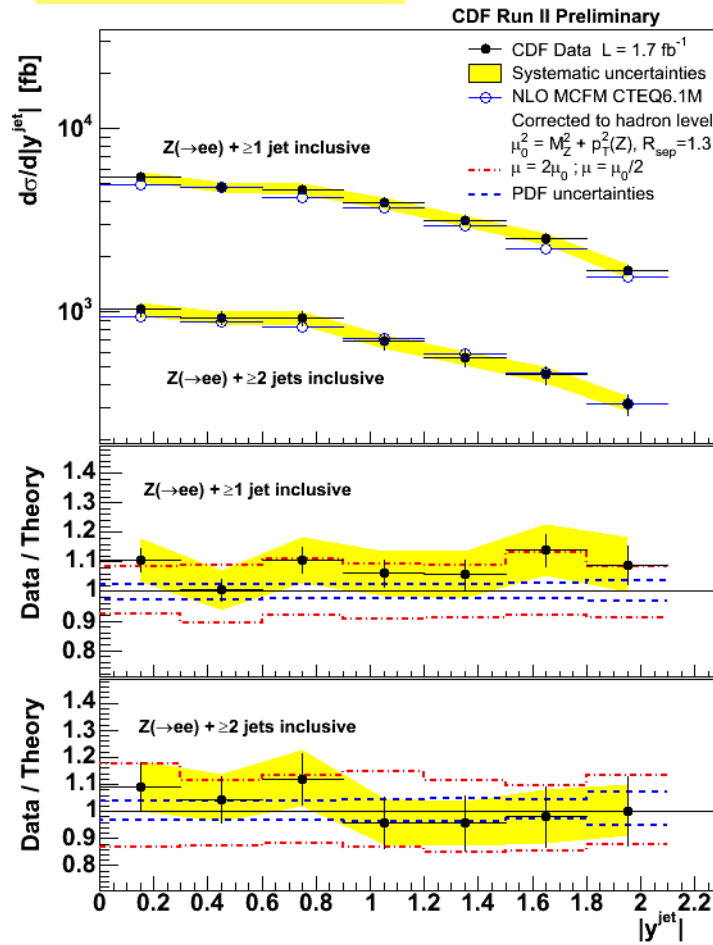 CDF Run II Preliminary
dσ/d|y^jet| [fb]
CDF Data L = 1.7 fb⁻¹
Systematic uncertainties
NLO MCFM CTEQ6.1M
Corrected to hadron level
μ₀² = M_Z² + p_T²(Z), R_sep=1.3
μ = 2μ₀ ; μ = μ₀/2
PDF uncertainties
10⁴
Z(→ee) + ≥1 jet inclusive
10³
Z(→ee) + ≥2 jets inclusive
Data / Theory
Z(→ee) + ≥1 jet inclusive
1.4
1.3
1.2
1.1
1
0.9
0.8
Data / Theory
Z(→ee) + ≥2 jets inclusive
1.4
1.3
1.2
1.1
1
0.9
0.8
0 0.2 0.4 0.6 0.8 1 1.2 1.4 1.6 1.8 2 2.2
|y^jet|